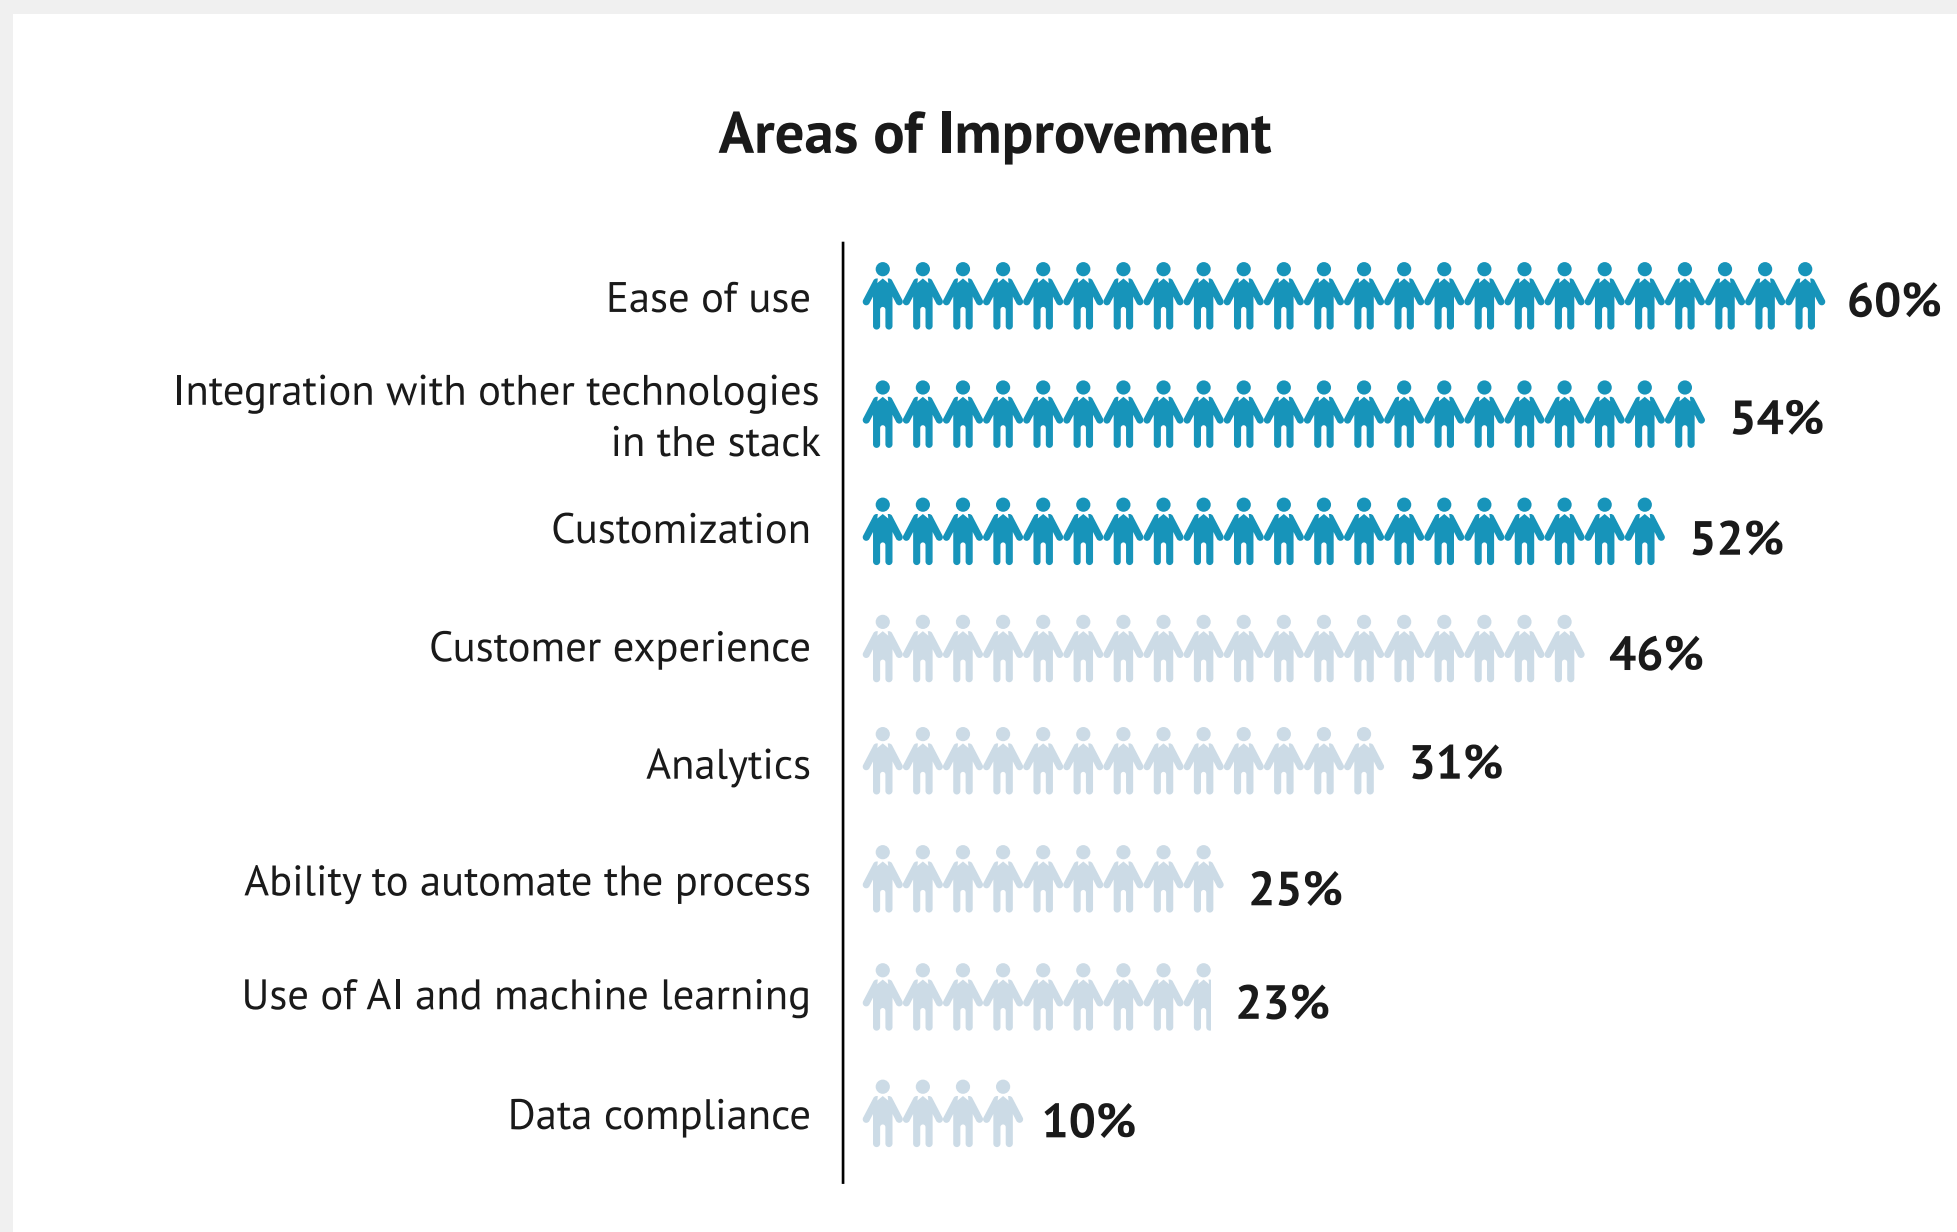 Areas of Improvement
Ease of use
60%
Integration with other technologies
in the stack
54%
Customization
52%
Customer experience
46%
Analytics
31%
Ability to automate the process
25%
Use of AI and machine learning
23%
Data compliance
10%